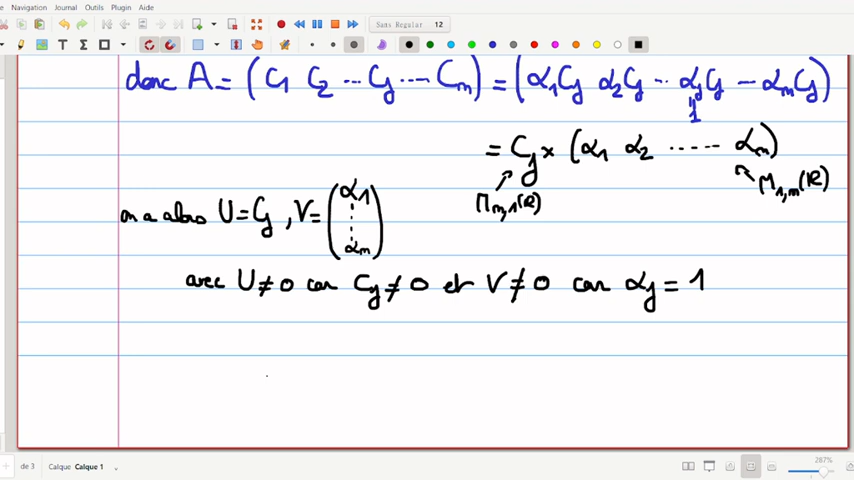 Navigation Outils Plugin Aide
Sans Regular 12
donc A = (C1 C2 ... Cj ... Cm) = (α1Cj α2Cj ... αjCj ... αmCj)
"
1
= Cj × (α1 α2 ..... αm)
Mm,1(R) M1,m(R)
on a alors U = Cj, V = (α1 ⋮ αm)
avec U ≠ 0 car Cj ≠ 0 et V ≠ 0 car αj = 1
de 3 Calque Calque 1 287%